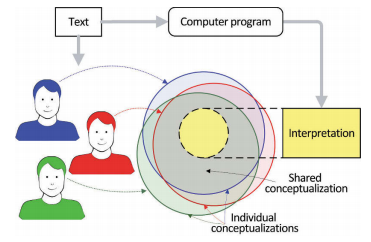 Text
Computer program
Interpretation
Shared
conceptualization
Individual
conceptualizations